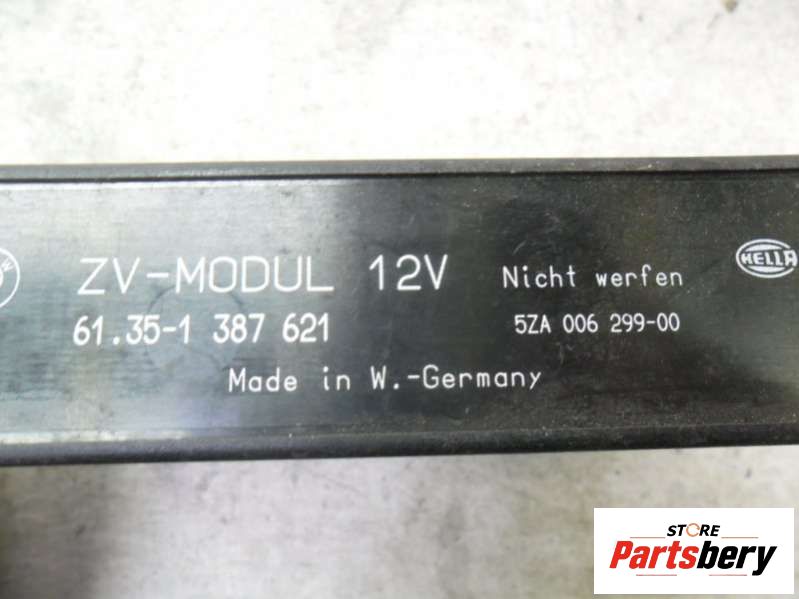 ZV-MODUL 12V
Nicht werfen
HELLA
61.35-1 387 621
5ZA 006 299-00
Made in W.-Germany
STORE
Partsbery